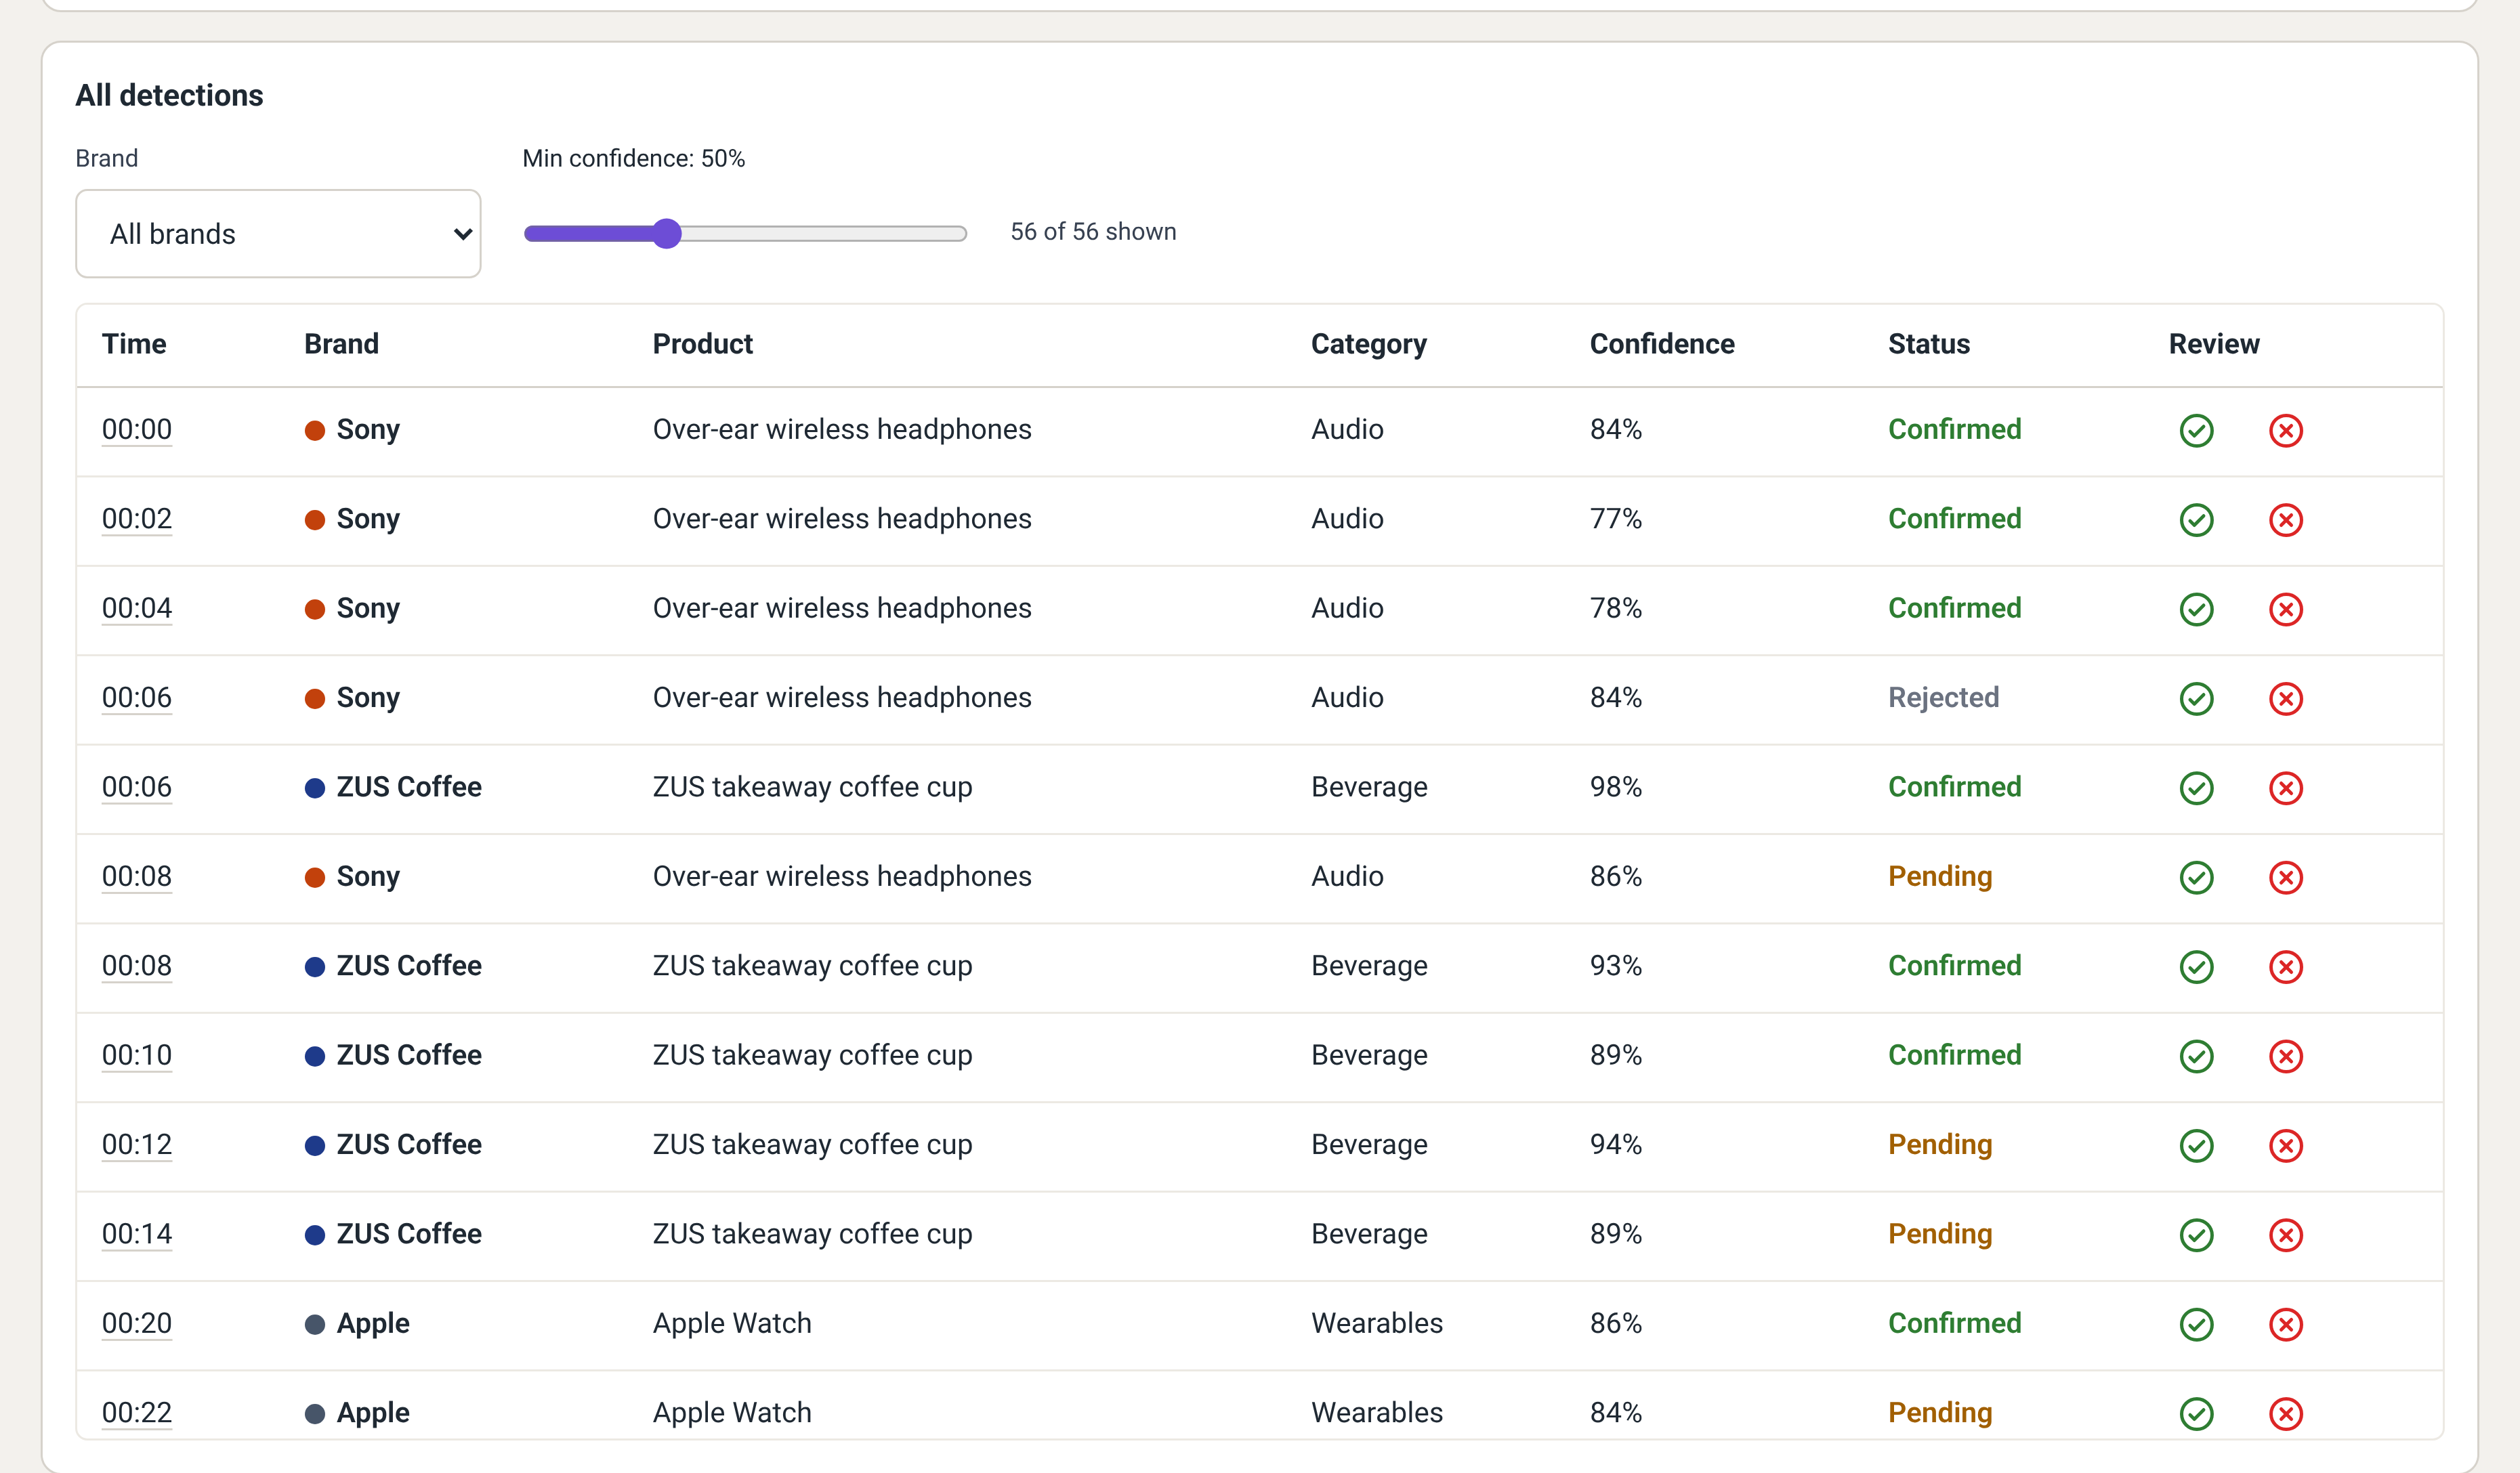 All detections
Brand
Min confidence: 50%
All brands
56 of 56 shown
Time Brand Product Category Confidence Status Review
00:00 Sony Over-ear wireless headphones Audio 84% Confirmed
00:02 Sony Over-ear wireless headphones Audio 77% Confirmed
00:04 Sony Over-ear wireless headphones Audio 78% Confirmed
00:06 Sony Over-ear wireless headphones Audio 84% Rejected
00:06 ZUS Coffee ZUS takeaway coffee cup Beverage 98% Confirmed
00:08 Sony Over-ear wireless headphones Audio 86% Pending
00:08 ZUS Coffee ZUS takeaway coffee cup Beverage 93% Confirmed
00:10 ZUS Coffee ZUS takeaway coffee cup Beverage 89% Confirmed
00:12 ZUS Coffee ZUS takeaway coffee cup Beverage 94% Pending
00:14 ZUS Coffee ZUS takeaway coffee cup Beverage 89% Pending
00:20 Apple Apple Watch Wearables 86% Confirmed
00:22 Apple Apple Watch Wearables 84% Pending